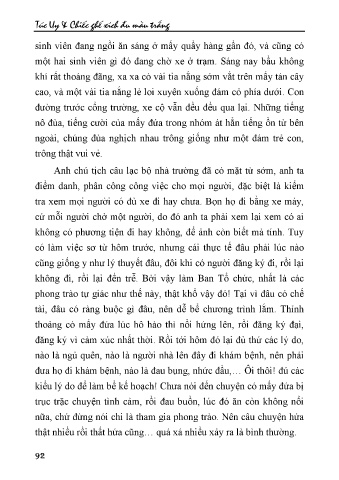 Túc Uy & Chiếc ghế xích đu màu trắng
sinh viên đang ngồi ăn sáng ở mấy quầy hàng gần đó, và cũng có
một hai sinh viên gì đó đang chờ xe ở trạm. Sáng nay bầu không
khí rất thoáng đãng, xa xa có vài tia nắng sớm vắt trên mấy tán cây
cao, và một vài tia nắng lẻ loi xuyên xuống đám cỏ phía dưới. Con
đường trước cổng trường, xe cộ vẫn đều đều qua lại. Những tiếng
nô đùa, tiếng cười của mấy đứa trong nhóm át hẳn tiếng ồn từ bên
ngoài, chúng đùa nghịch nhau trông giống như một đám trẻ con,
trông thật vui vẻ.
Anh chủ tịch câu lạc bộ nhà trường đã có mặt từ sớm, anh ta
điểm danh, phân công công việc cho mọi người, đặc biệt là kiểm
tra xem mọi người có đủ xe đi hay chưa. Bọn họ đi bằng xe máy,
cứ mỗi người chở một người, do đó anh ta phải xem lại xem có ai
không có phương tiện đi hay không, để ảnh còn biết mà tính. Tuy
có làm việc sơ từ hôm trước, nhưng cái thực tế đâu phải lúc nào
cũng giống y như lý thuyết đâu, đôi khi có người đăng ký đi, rồi lại
không đi, rồi lại đến trễ. Bởi vậy làm Ban Tổ chức, nhất là các
phong trào tự giác như thế này, thật khổ vậy đó! Tại vì đâu có chế
tài, đâu có ràng buộc gì đâu, nên dễ bể chương trình lắm. Thỉnh
thoảng có mấy đứa lúc hô hào thì nổi hứng lên, rồi đăng ký đại,
đăng ký vì cảm xúc nhất thời. Rồi tới hôm đó lại đủ thứ các lý do,
nào là ngủ quên, nào là người nhà lên đây đi khám bệnh, nên phải
đưa họ đi khám bệnh, nào là đau bụng, nhức đầu,… Ôi thôi! đủ các
kiểu lý do để làm bể kế hoạch! Chưa nói đến chuyện có mấy đứa bị
trục trặc chuyện tình cảm, rồi đau buồn, lúc đó ăn còn không nổi
nữa, chứ đừng nói chi là tham gia phong trào. Nên câu chuyện hứa
thật nhiều rồi thất hứa cũng… quá xá nhiều xảy ra là bình thường.
92